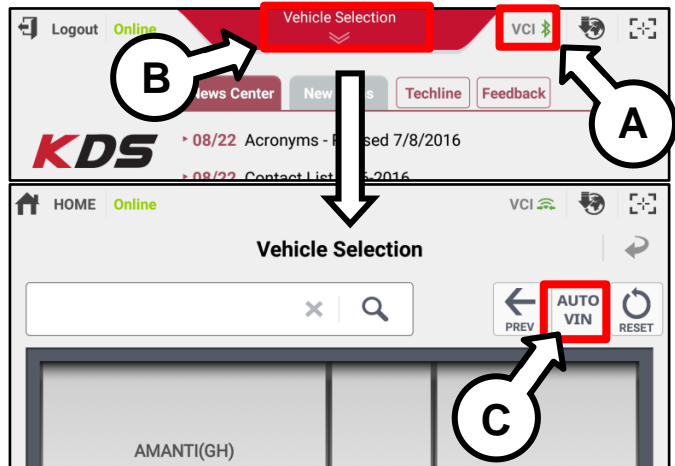 Logout Online Vehicle Selection VCI
B
News Center New Techline Feedback
A
KDS
08/22 Acronyms - sed 7/8/2016
08/22 Contact List -2016
HOME Online VCI
Vehicle Selection
PREV AUTO VIN RESET
C
AMANTI(GH)